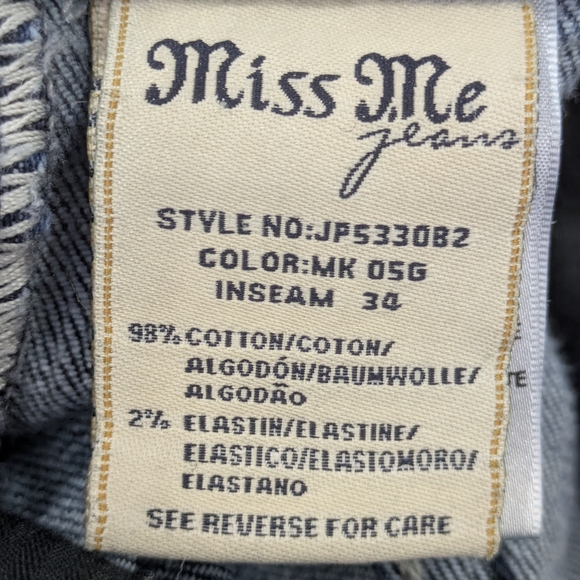 Miss Me
jeans
STYLE NO:JP5330B2
COLOR:MK 05G
INSEAM 34
98% COTTON/COTON/
ALGODÓN/BAUMWOLLE/
ALGODÃO
2% ELASTIN/ELASTINE/
ELASTICO/ELASTOMORO/
ELASTANO
SEE REVERSE FOR CARE